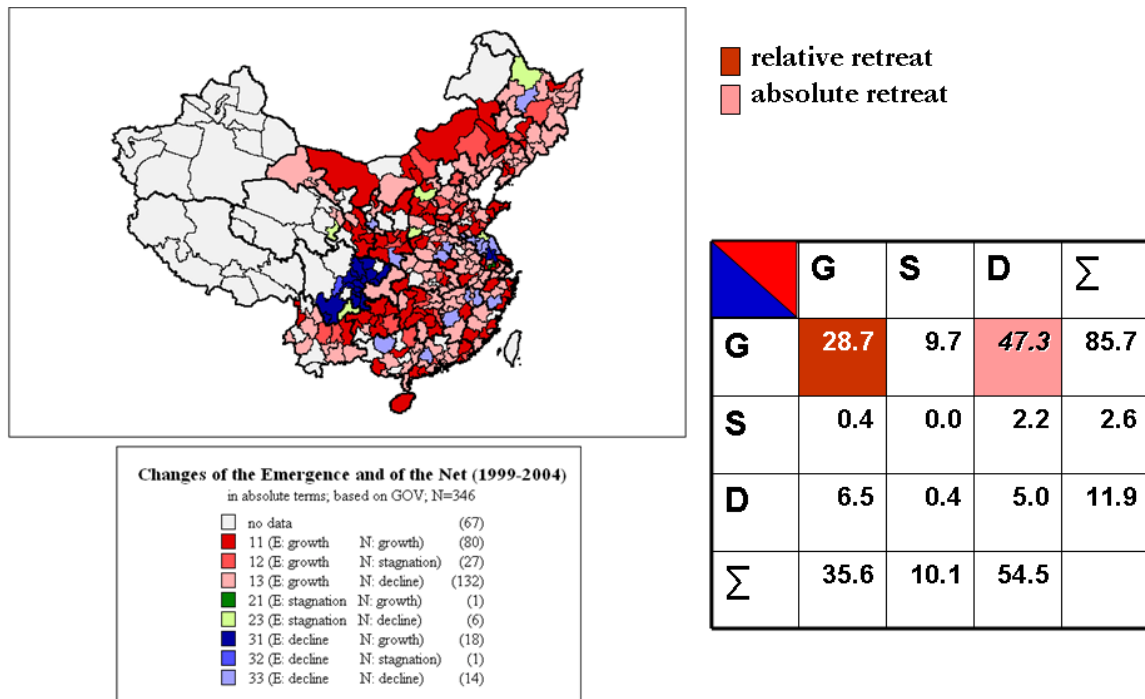 relative retreat
absolute retreat
G S D Σ
G 28.7 9.7 47.3 85.7
S 0.4 0.0 2.2 2.6
D 6.5 0.4 5.0 11.9
Σ 35.6 10.1 54.5
Changes of the Emergence and of the Net (1999-2004)
in absolute terms; based on GOV; N=346
no data (67)
11 (E: growth N: growth) (80)
12 (E: growth N: stagnation) (27)
13 (E: growth N: decline) (132)
21 (E: stagnation N: growth) (1)
23 (E: stagnation N: decline) (6)
31 (E: decline N: growth) (18)
32 (E: decline N: stagnation) (1)
33 (E: decline N: decline) (14)